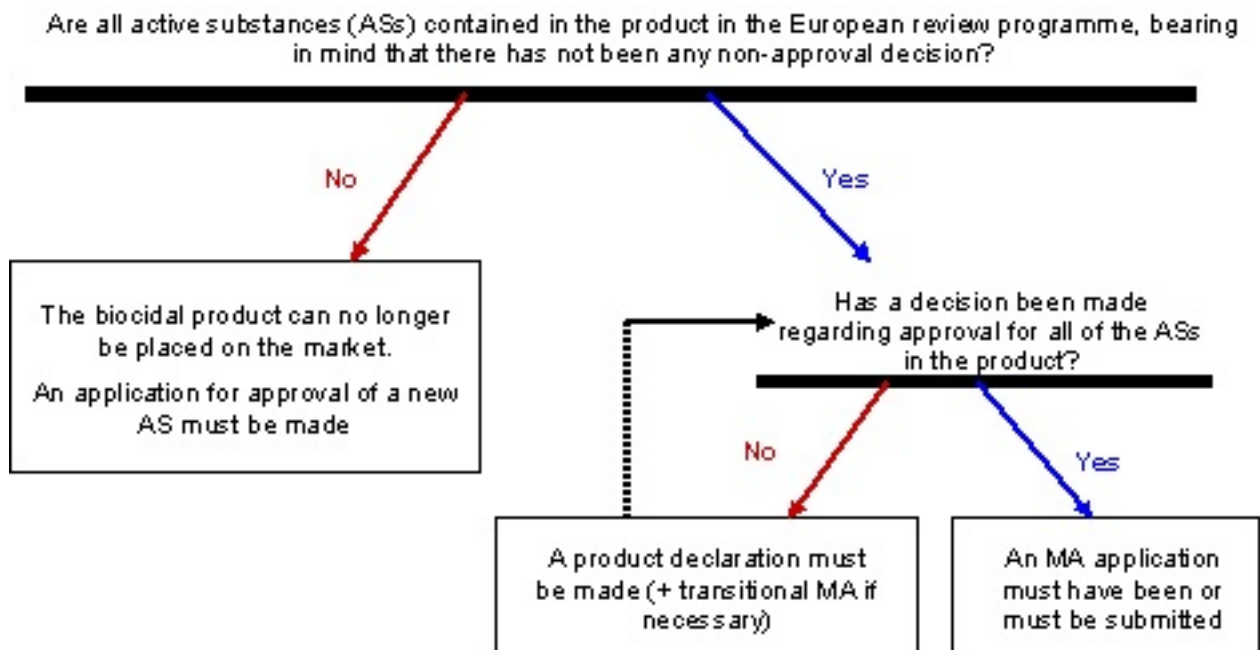 Are all active substances (ASs) contained in the product in the European review programme, bearing
in mind that there has not been any non-approval decision?
No
Yes
The biocidal product can no longer
be placed on the market.
An application for approval of a new
AS must be made
Has a decision been made
regarding approval for all of the ASs
in the product?
No
Yes
A product declaration must
be made (+ transitional MA if
necessary)
An MA application
must have been or
must be submitted